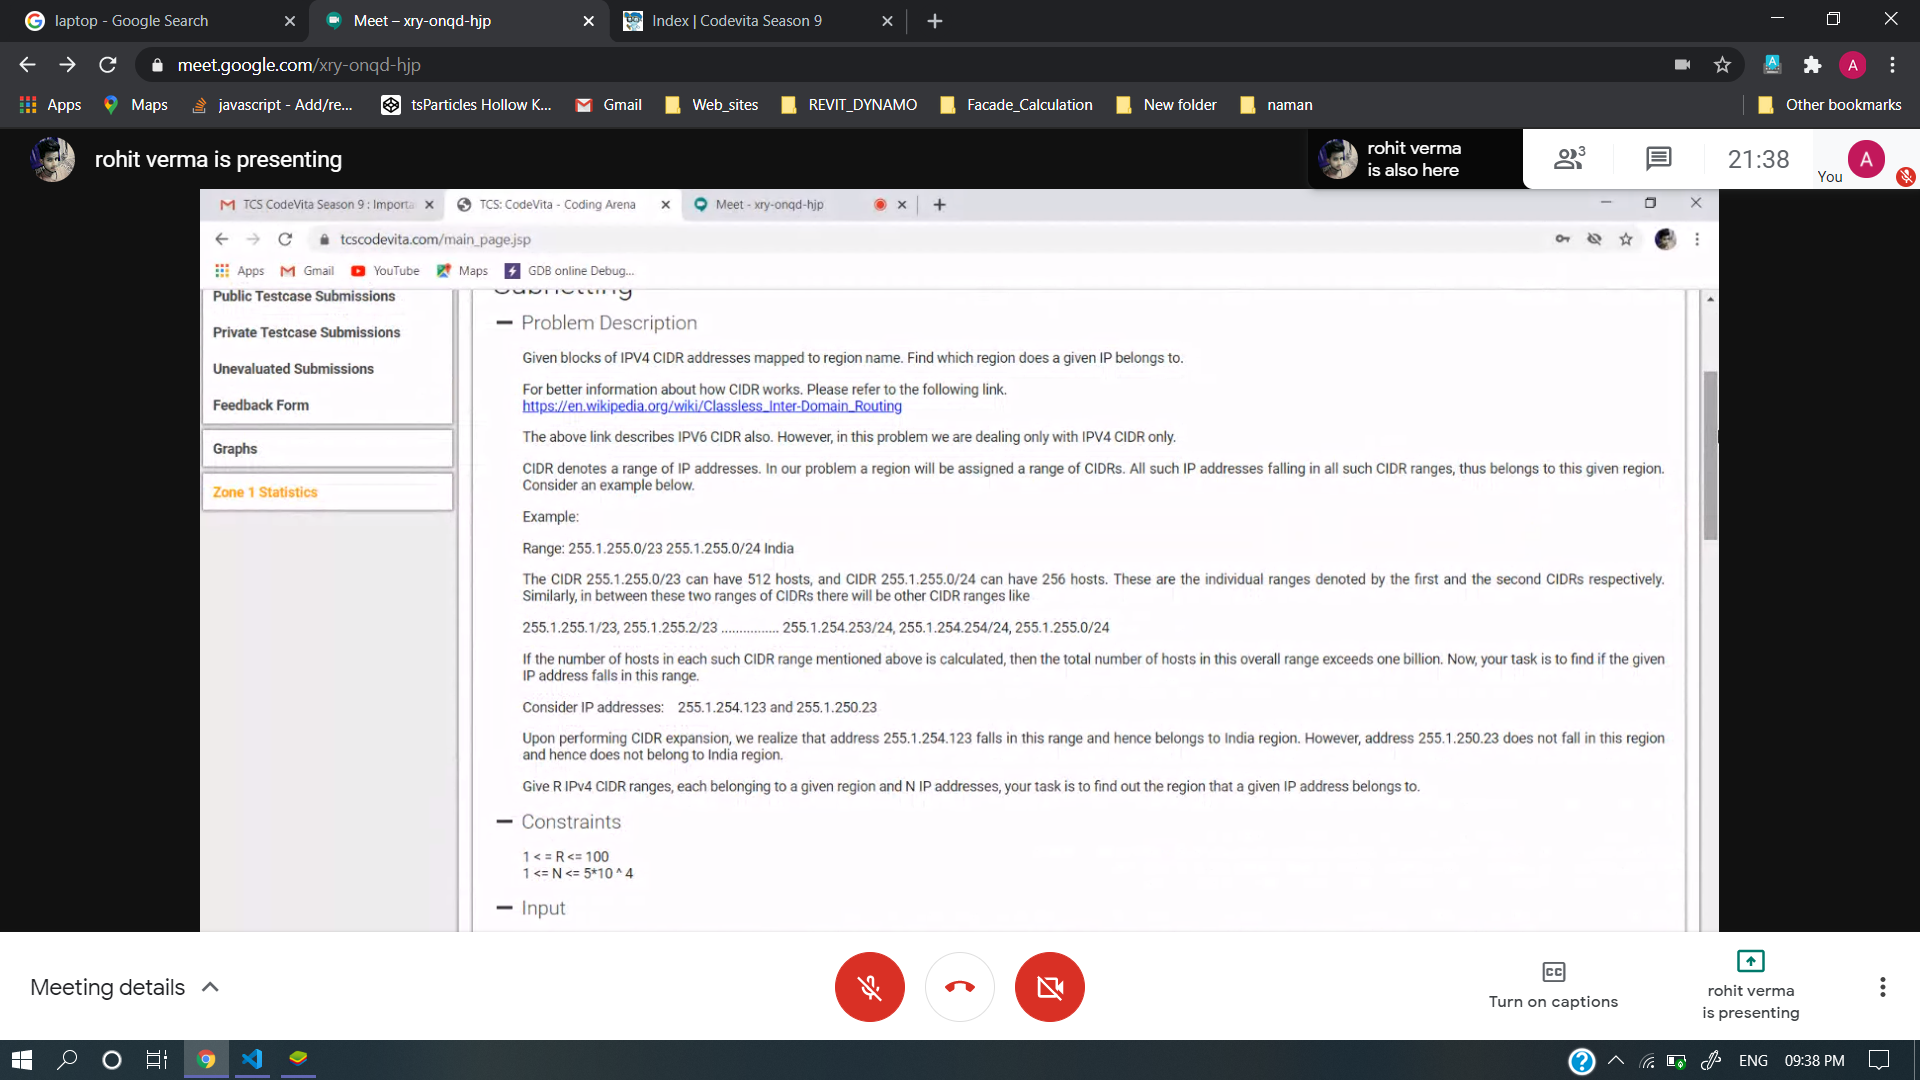 laptop - Google Search
Meet – xry-onqd-hjp
Index | Codevita Season 9
meet.google.com/xry-onqd-hjp
A
Apps
Maps
javascript - Add/re...
tsParticles Hollow K...
Gmail
Web_sites
REVIT_DYNAMO
Facade_Calculation
New folder
naman
Other bookmarks
rohit verma is presenting
rohit verma
is also here
3
21:38
You
A
TCS CodeVita Season 9 : Importa
TCS: CodeVita - Coding Arena
Meet - xry-onqd-hjp
tcscodevita.com/main_page.jsp
Apps
Gmail
YouTube
Maps
GDB online Debug...
Public Testcase Submissions
Private Testcase Submissions
Unevaluated Submissions
Feedback Form
Graphs
Zone 1 Statistics
Subnetting
Problem Description
Given blocks of IPV4 CIDR addresses mapped to region name. Find which region does a given IP belongs to.
For better information about how CIDR works. Please refer to the following link.
https://en.wikipedia.org/wiki/Classless_Inter-Domain_Routing
The above link describes IPV6 CIDR also. However, in this problem we are dealing only with IPV4 CIDR only.
CIDR denotes a range of IP addresses. In our problem a region will be assigned a range of CIDRs. All such IP addresses falling in all such CIDR ranges, thus belongs to this given region.
Consider an example below.
Example:
Range: 255.1.255.0/23 255.1.255.0/24 India
The CIDR 255.1.255.0/23 can have 512 hosts, and CIDR 255.1.255.0/24 can have 256 hosts. These are the individual ranges denoted by the first and the second CIDRs respectively.
Similarly, in between these two ranges of CIDRs there will be other CIDR ranges like
255.1.255.1/23, 255.1.255.2/23 ................ 255.1.254.253/24, 255.1.254.254/24, 255.1.255.0/24
If the number of hosts in each such CIDR range mentioned above is calculated, then the total number of hosts in this overall range exceeds one billion. Now, your task is to find if the given
IP address falls in this range.
Consider IP addresses: 255.1.254.123 and 255.1.250.23
Upon performing CIDR expansion, we realize that address 255.1.254.123 falls in this range and hence belongs to India region. However, address 255.1.250.23 does not fall in this region
and hence does not belong to India region.
Give R IPv4 CIDR ranges, each belonging to a given region and N IP addresses, your task is to find out the region that a given IP address belongs to.
Constraints
1 < = R <= 100
1 <= N <= 5*10 ^ 4
Input
Meeting details
Turn on captions
rohit verma
is presenting
ENG
09:38 PM